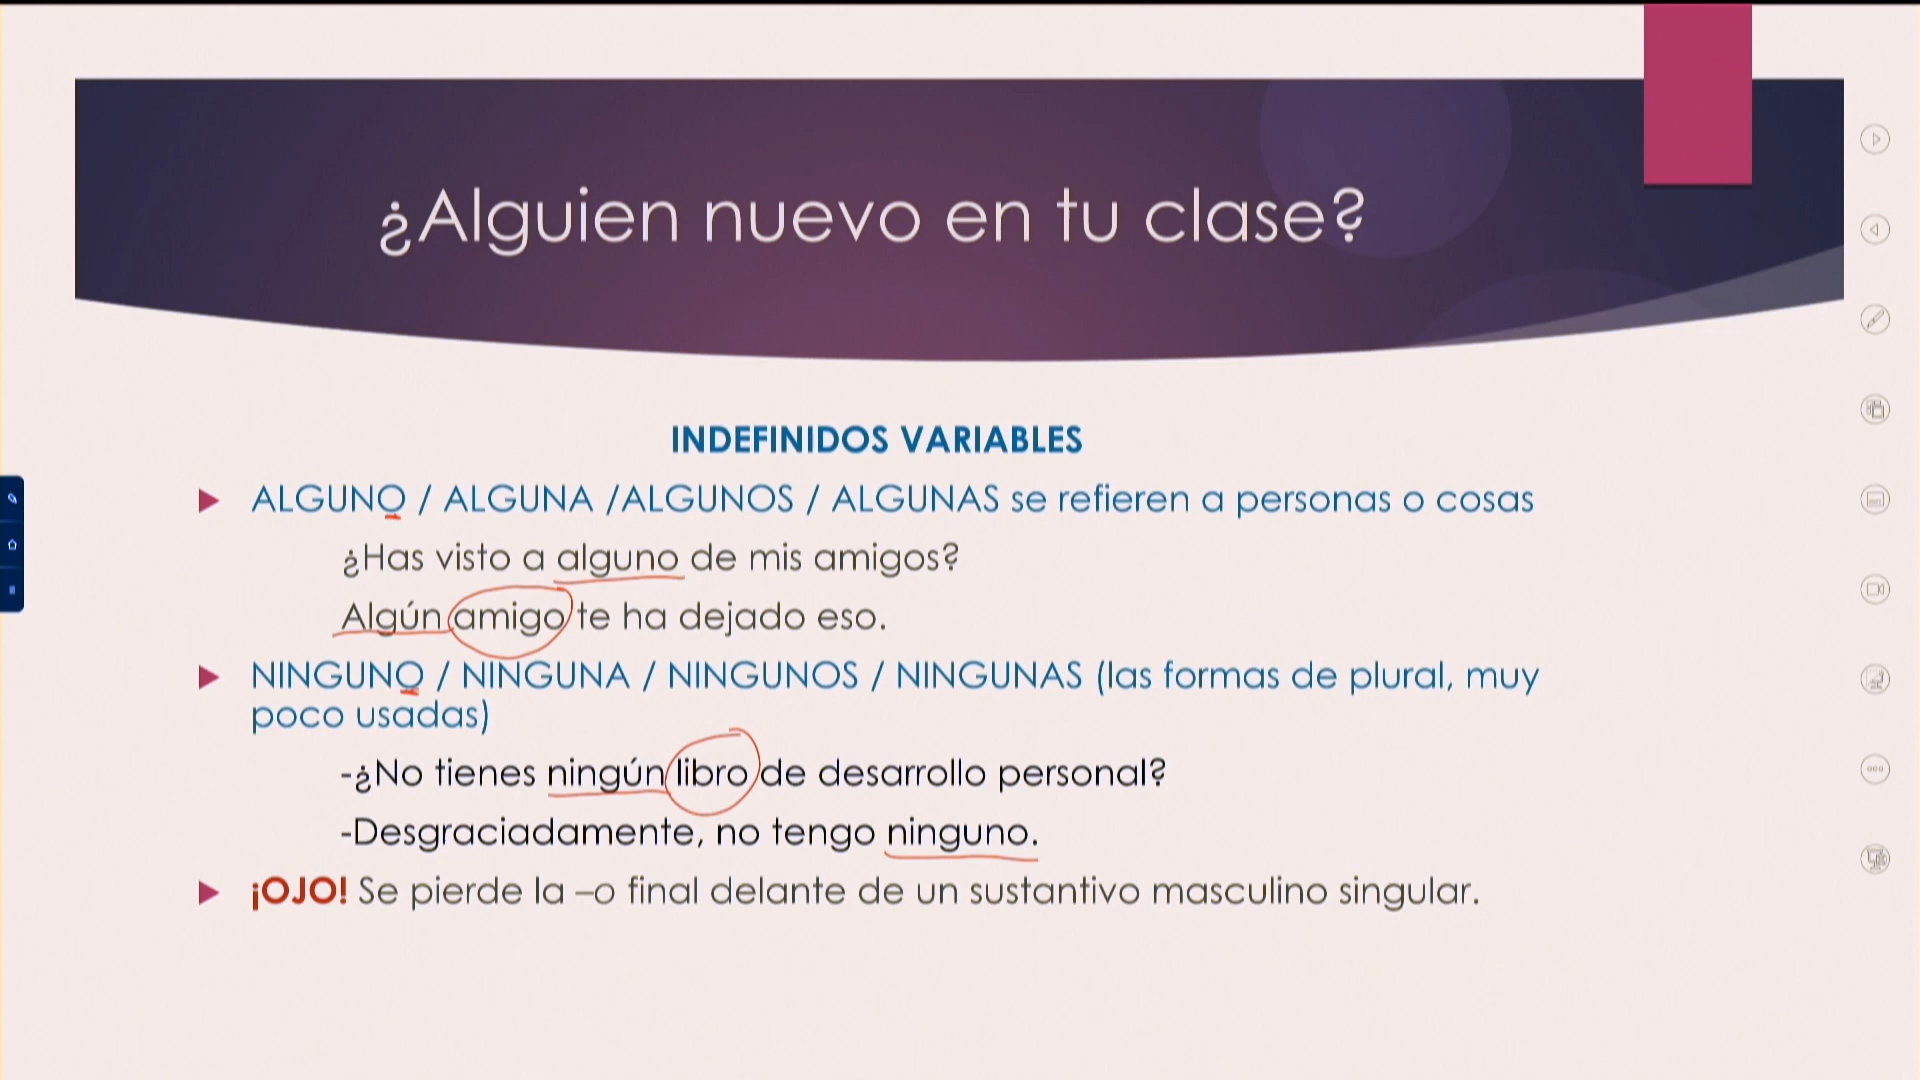 ¿Alguien nuevo en tu clase?
INDEFINIDOS VARIABLES
ALGUNO / ALGUNA /ALGUNOS / ALGUNAS se refieren a personas o cosas
¿Has visto a alguno de mis amigos?
Algún amigo te ha dejado eso.
NINGUNO / NINGUNA / NINGUNOS / NINGUNAS (las formas de plural, muy
poco usadas)
-¿No tienes ningún libro de desarrollo personal?
-Desgraciadamente, no tengo ninguno.
¡OJO! Se pierde la –o final delante de un sustantivo masculino singular.